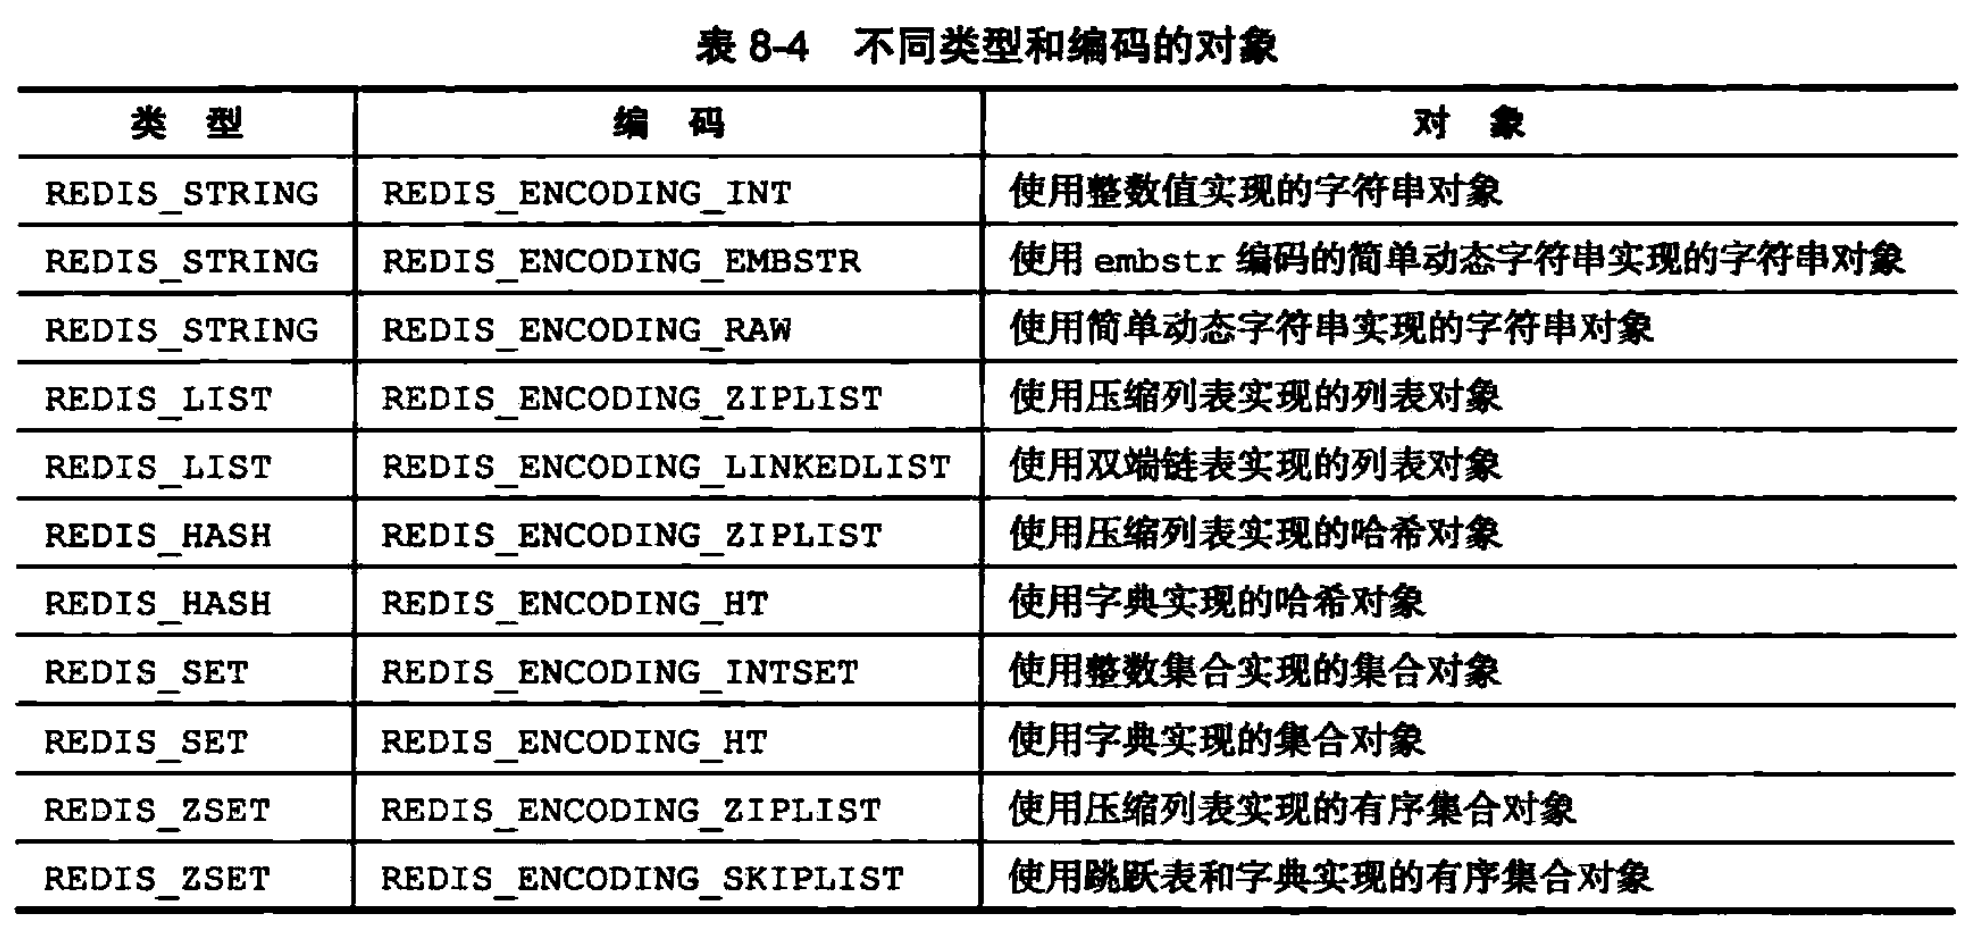 表 8-4 不同类型和编码的对象
类 型 编 码 对 象
REDIS_STRING REDIS_ENCODING_INT 使用整数值实现的字符串对象
REDIS_STRING REDIS_ENCODING_EMBSTR 使用 embstr 编码的简单动态字符串实现的字符串对象
REDIS_STRING REDIS_ENCODING_RAW 使用简单动态字符串实现的字符串对象
REDIS_LIST REDIS_ENCODING_ZIPLIST 使用压缩列表实现的列表对象
REDIS_LIST REDIS_ENCODING_LINKEDLIST 使用双端链表实现的列表对象
REDIS_HASH REDIS_ENCODING_ZIPLIST 使用压缩列表实现的哈希对象
REDIS_HASH REDIS_ENCODING_HT 使用字典实现的哈希对象
REDIS_SET REDIS_ENCODING_INTSET 使用整数集合实现的集合对象
REDIS_SET REDIS_ENCODING_HT 使用字典实现的集合对象
REDIS_ZSET REDIS_ENCODING_ZIPLIST 使用压缩列表实现的有序集合对象
REDIS_ZSET REDIS_ENCODING_SKIPLIST 使用跳跃表和字典实现的有序集合对象